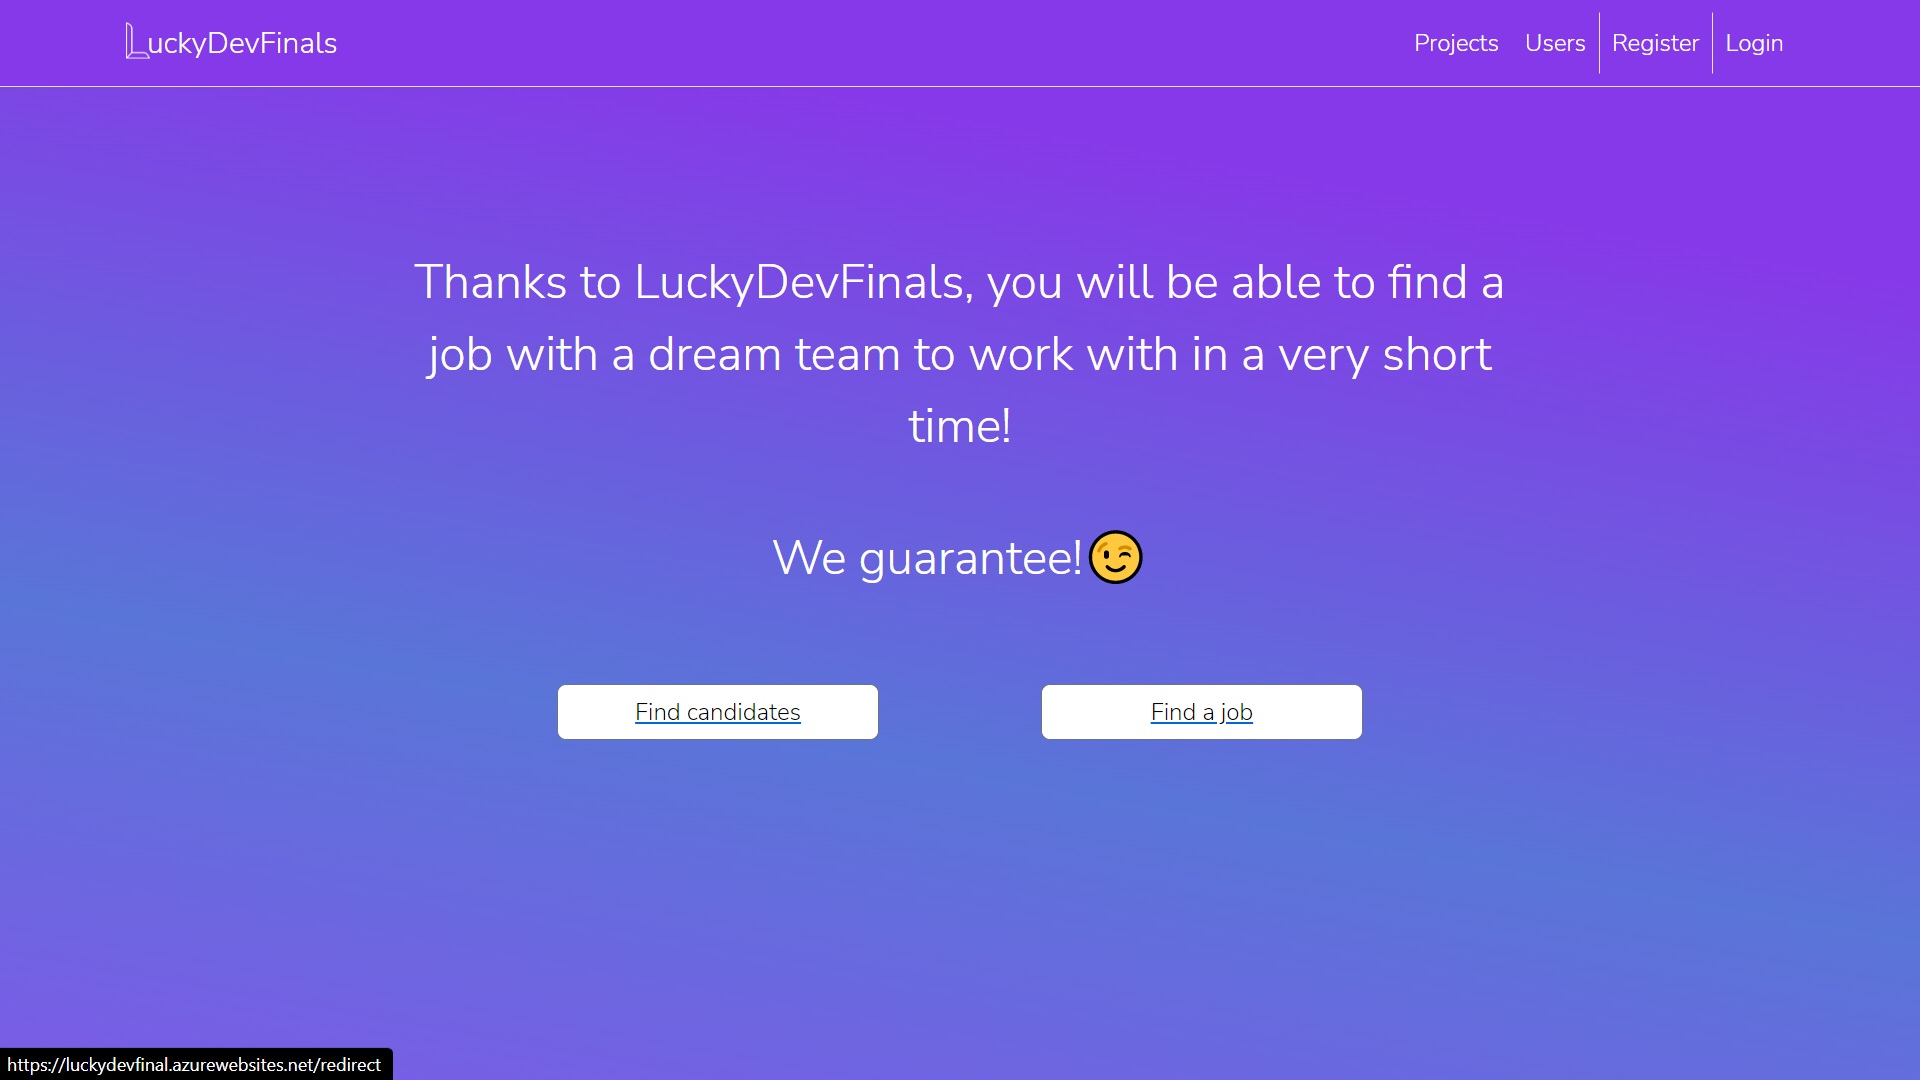 LuckyDevFinals
Projects Users Register Login
Thanks to LuckyDevFinals, you will be able to find a
job with a dream team to work with in a very short
time!
We guarantee!😉
Find candidates
Find a job
https://luckydevfinal.azurewebsites.net/redirect